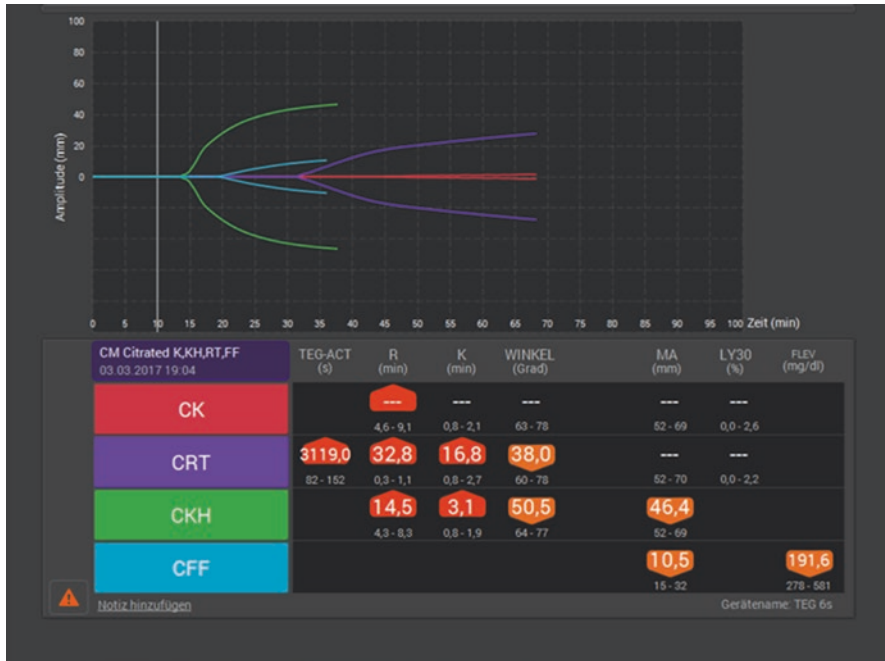 100
80
60
40
20
0
Amplitude (mm)
0 5 10 15 20 25 30 35 40 45 50 55 60 65 70 75 80 85 90 95 100 Zeit (min)
CM Citrated K,KH,RT,FF TEG-ACT R K WINKEL MA LY30 FLEV
03.03.2017 19:04 (s) (min) (min) (Grad) (mm) (%) (mg/dl)
CK --- --- --- --- ---
4,6 - 9,1 0,8 - 2,1 63 - 78 52 - 69 0,0 - 2,6
CRT 3119,0 32,8 16,8 38,0 --- ---
82 - 152 0,3 - 1,1 0,8 - 2,7 60 - 78 52 - 70 0,0 - 2,2
CKH 14,5 3,1 50,5 46,4
4,3 - 8,3 0,8 - 1,9 64 - 77 52 - 69
CFF 10,5 191,6
15 - 32 278 - 581
Notiz hinzufügen Gerätename: TEG 6s